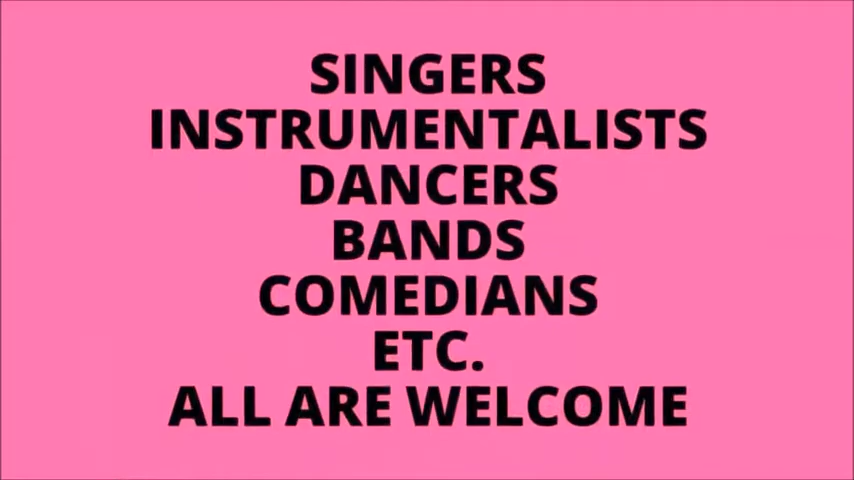 SINGERS
INSTRUMENTALISTS
DANCERS
BANDS
COMEDIANS
ETC.
ALL ARE WELCOME